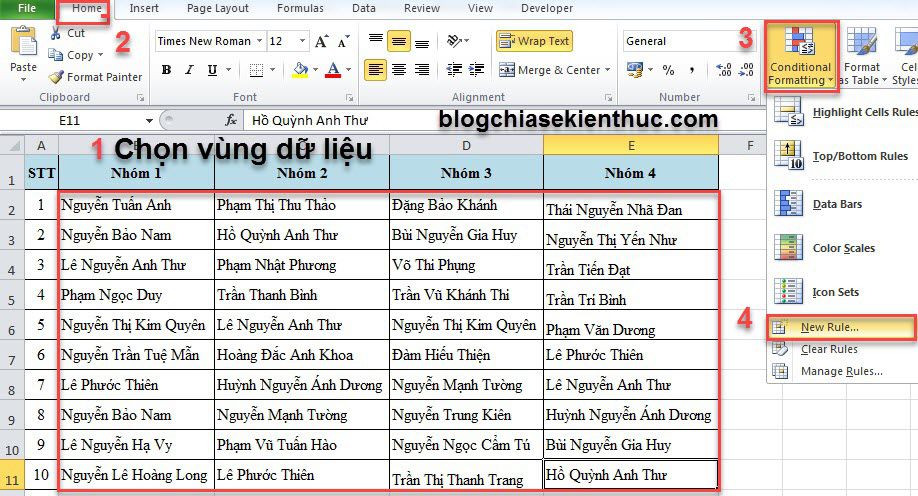 File Home Insert Page Layout Formulas Data Review View Developer
Paste
Cut
Copy
Format Painter
Clipboard
2
Times New Roman 12 A A
B I U A
Font
Wrap Text
Merge & Center
Alignment
General
% , .00
Number
3
Conditional Formatting
Format as Table
Cell Styles
E11 fx Hồ Quỳnh Anh Thư
blogchiasekienthuc.com
1 Chọn vùng dữ liệu
A B C D E F
1 STT Nhóm 1 Nhóm 2 Nhóm 3 Nhóm 4
2 1 Nguyễn Tuấn Anh Phạm Thị Thu Thảo Đặng Bảo Khánh Thái Nguyễn Nhã Đan
3 2 Nguyễn Bảo Nam Hồ Quỳnh Anh Thư Bùi Nguyễn Gia Huy Nguyễn Thị Yến Như
4 3 Lê Nguyễn Anh Thư Phạm Nhật Phương Võ Thi Phụng Trần Tiến Đạt
5 4 Phạm Ngọc Duy Trần Thanh Bình Trần Vũ Khánh Thi Trần Trí Bình
6 5 Nguyễn Thị Kim Quyên Lê Nguyễn Anh Thư Nguyễn Thị Kim Quyên Phạm Văn Dương
7 6 Nguyễn Trần Tuệ Mẫn Hoàng Đắc Anh Khoa Đàm Hiếu Thiện Lê Phước Thiên
8 7 Lê Phước Thiên Huỳnh Nguyễn Ánh Dương Nguyễn Mạnh Tường Lê Nguyễn Anh Thư
9 8 Nguyễn Bảo Nam Nguyễn Mạnh Tường Nguyễn Trung Kiên Huỳnh Nguyễn Ánh Dương
10 9 Lê Nguyễn Hạ Vy Phạm Vũ Tuấn Hào Nguyễn Ngọc Cẩm Tú Bùi Nguyễn Gia Huy
11 10 Nguyễn Lê Hoàng Long Lê Phước Thiên Trần Thị Thanh Trang Hồ Quỳnh Anh Thư
Highlight Cells Rules
Top/Bottom Rules
Data Bars
Color Scales
Icon Sets
4 New Rule...
Clear Rules
Manage Rules...